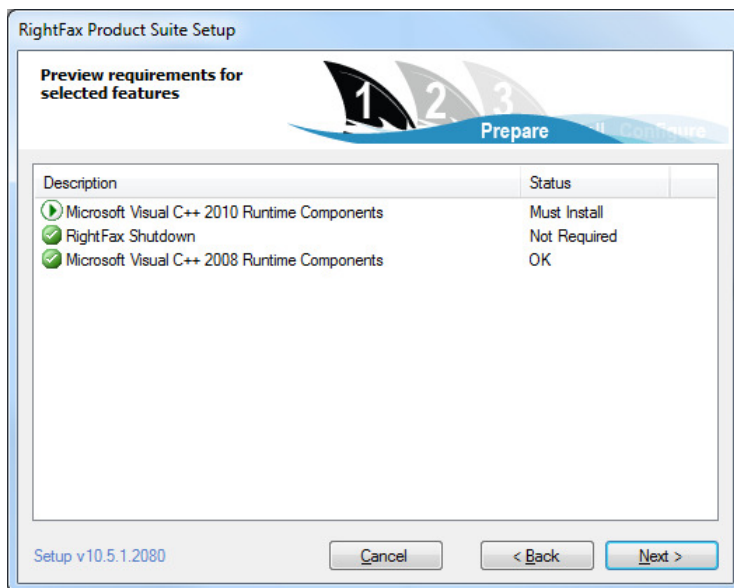 RightFax Product Suite Setup
Preview requirements for
selected features
1 2 3
Prepare Configure
Description Status
Microsoft Visual C++ 2010 Runtime Components Must Install
RightFax Shutdown Not Required
Microsoft Visual C++ 2008 Runtime Components OK
Setup v10.5.1.2080 Cancel < Back Next >